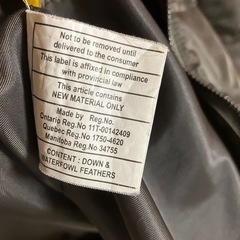 Not to be removed until
delivered to the consumer
This label is affixed in compliance
with provincial law
This article contains
NEW MATERIAL ONLY
Made by Reg.No.
Ontario Reg.No 11T-00142409
Quebec Reg.No 1750-4620
Manitoba Reg.No 34755
CONTENT : DOWN &
WATERFOWL FEATHERS